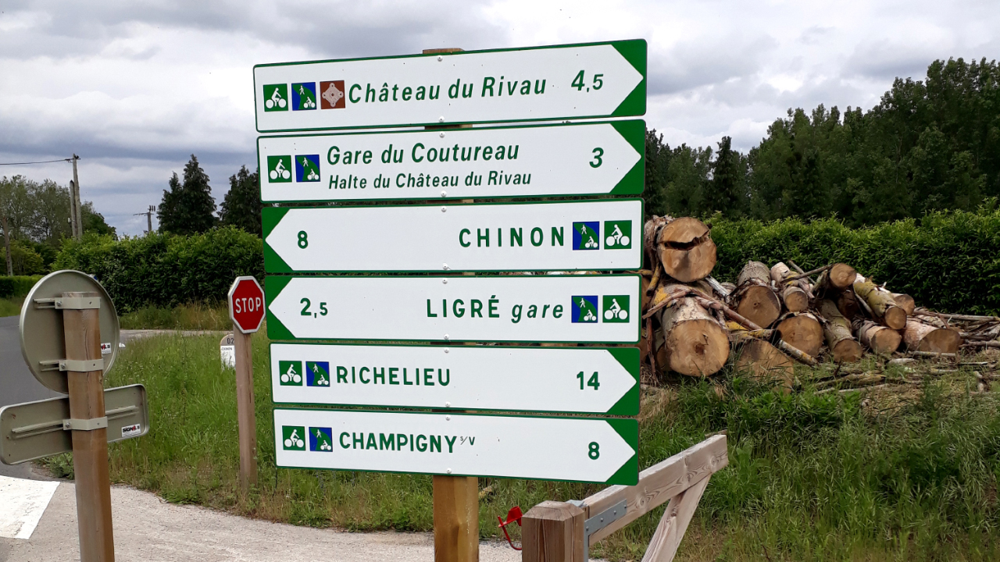 Château du Rivau 4,5
Gare du Coutureau 3
Halte du Château du Rivau
8 CHINON
2,5 LIGRÉ gare
RICHELIEU 14
CHAMPIGNY S/V 8
STOP